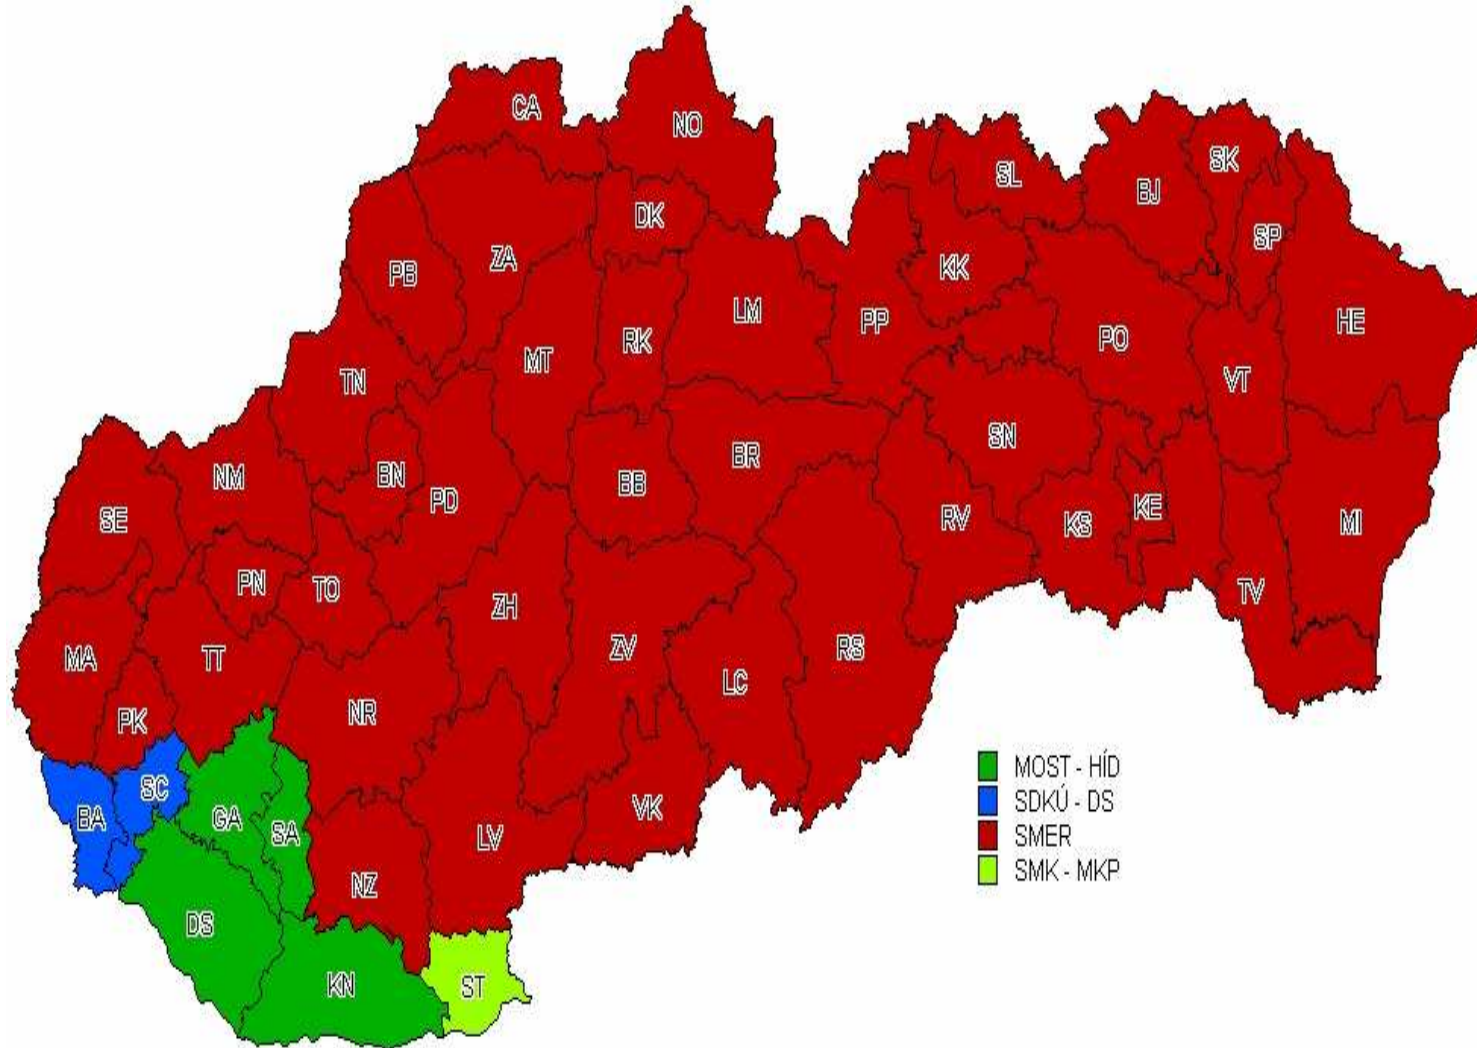 CA
NO
SL
BJ
SK
SP
DK
KK
ZA
PB
LM
PP
HE
RK
PO
MT
TN
VT
SN
BR
BN
NM
BB
PD
SE
RV
KS
KE
MI
PN
TO
ZH
TV
MA
TT
ZV
RS
LC
NR
PK
SC
BA
GA
SA
VK
LV
NZ
DS
KN
ST
MOST - HÍD
SDKÚ - DS
SMER
SMK - MKP